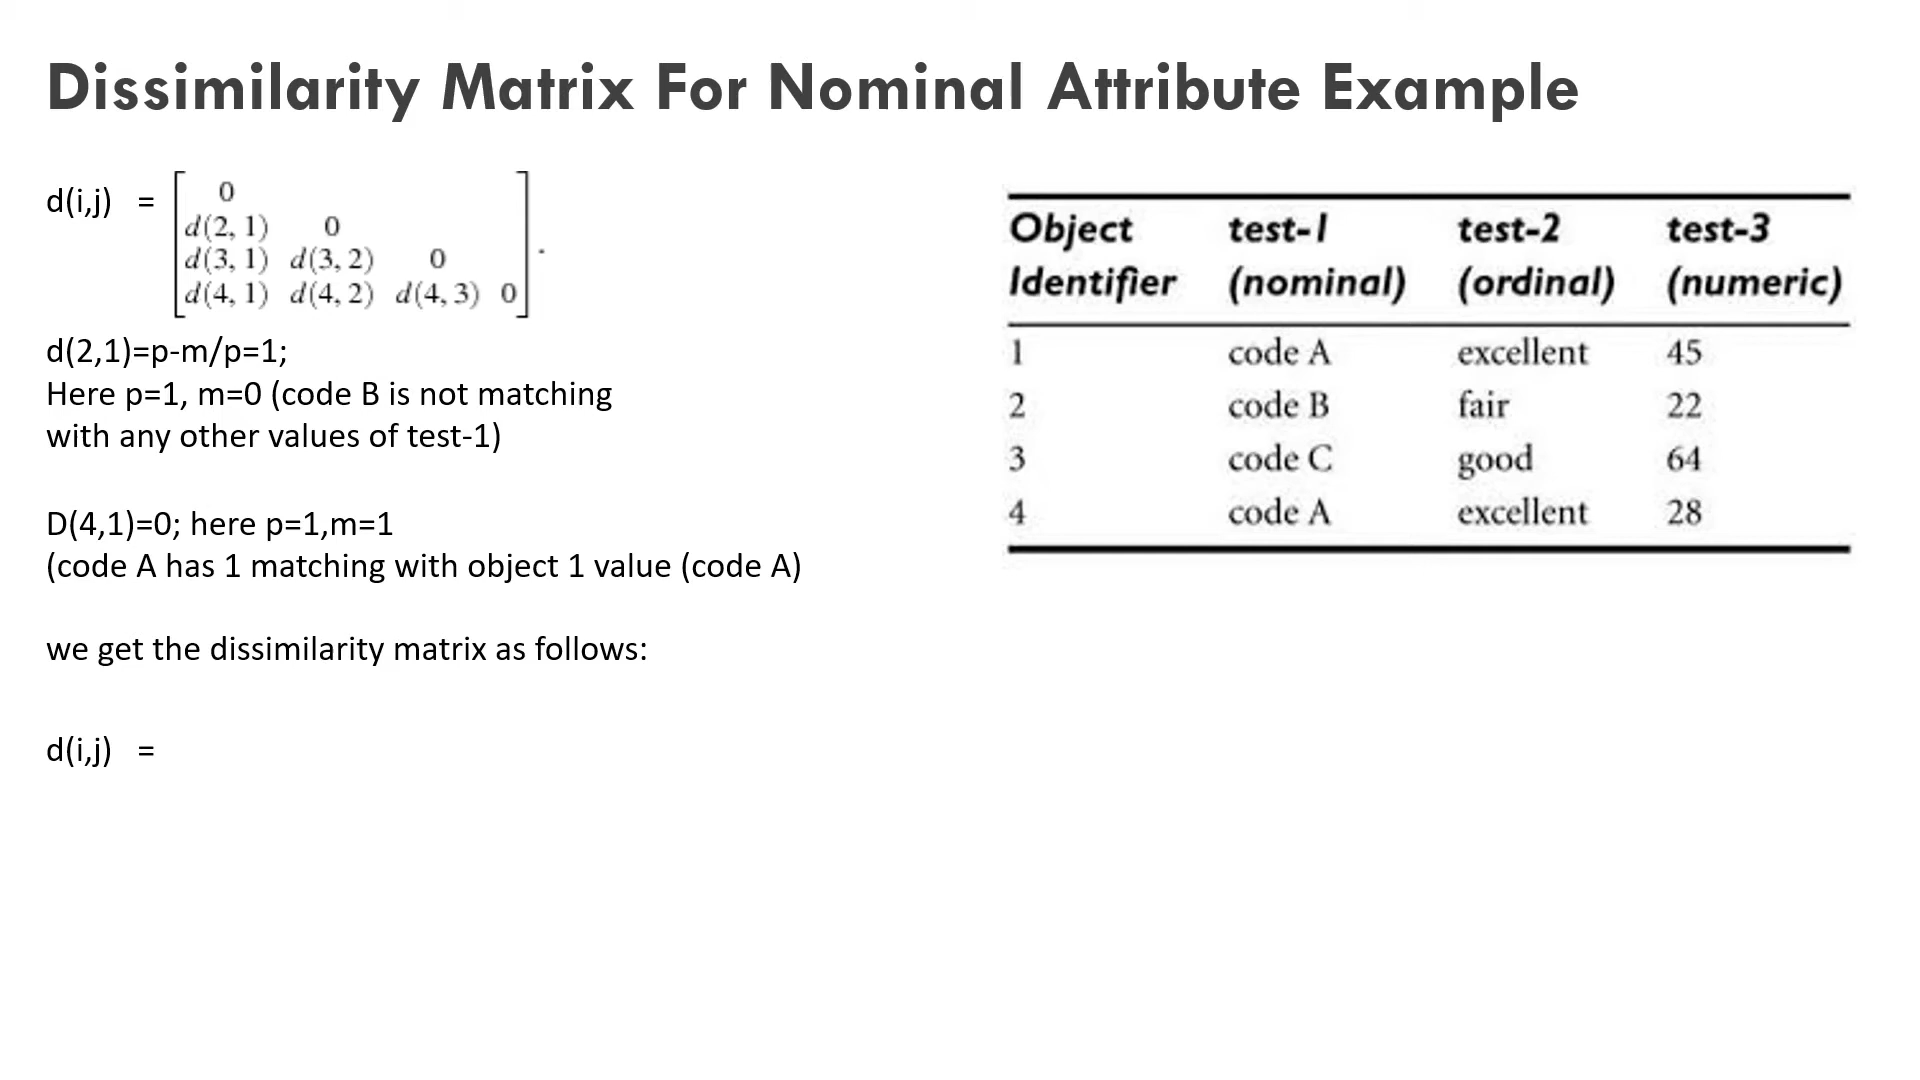 Dissimilarity Matrix For Nominal Attribute Example
d(i,j) =
0
d(2, 1) 0
d(3, 1) d(3, 2) 0
d(4, 1) d(4, 2) d(4, 3) 0
.
d(2,1)=p-m/p=1;
Here p=1, m=0 (code B is not matching
with any other values of test-1)
D(4,1)=0; here p=1,m=1
(code A has 1 matching with object 1 value (code A)
we get the dissimilarity matrix as follows:
d(i,j) =
Object test-1 test-2 test-3
Identifier (nominal) (ordinal) (numeric)
1 code A excellent 45
2 code B fair 22
3 code C good 64
4 code A excellent 28